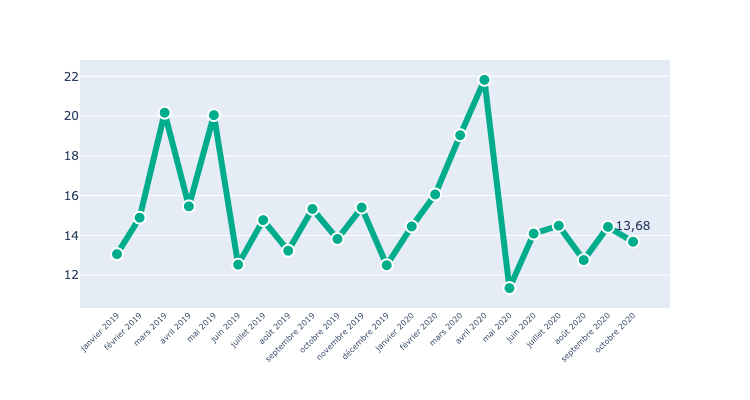 22
20
18
16
14
12
13,68
janvier 2019
février 2019
mars 2019
avril 2019
mai 2019
juin 2019
juillet 2019
août 2019
septembre 2019
octobre 2019
novembre 2019
décembre 2019
janvier 2020
février 2020
mars 2020
avril 2020
mai 2020
juin 2020
juillet 2020
août 2020
septembre 2020
octobre 2020